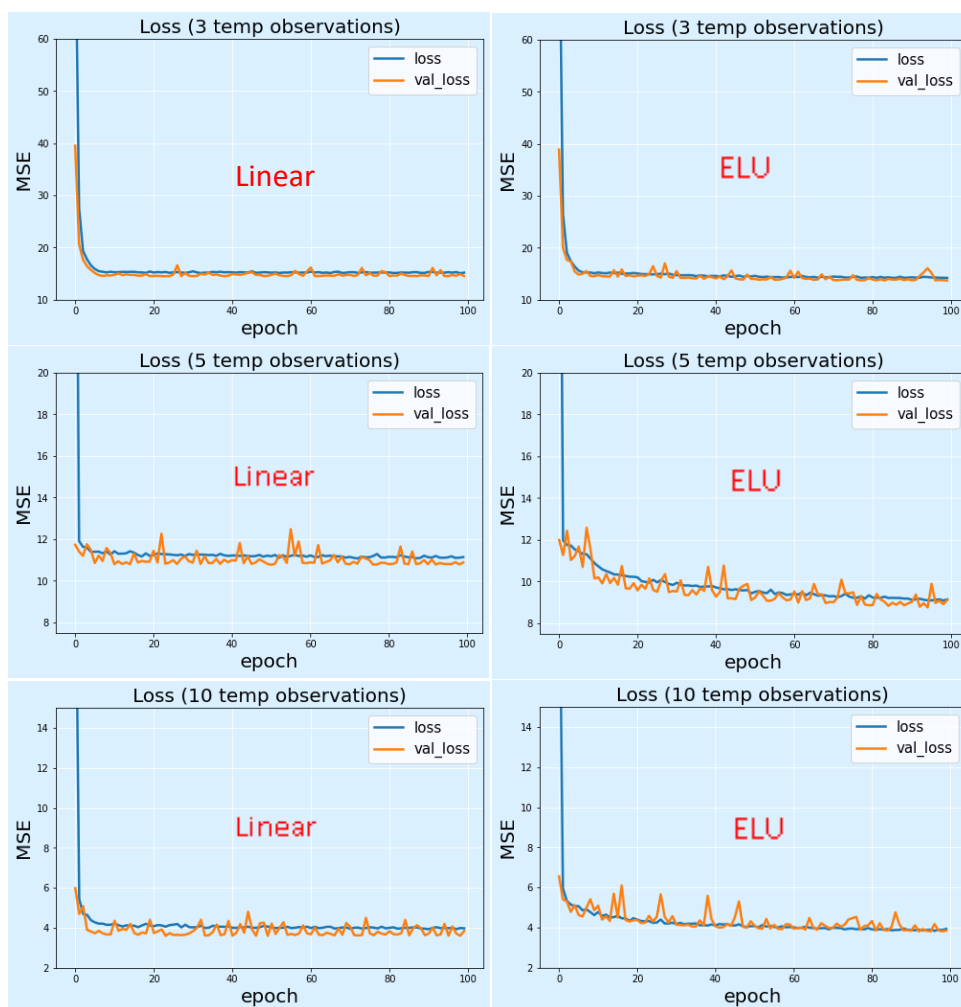 Loss (3 temp observations)
60
50
40
30
20
10
MSE
loss
val_loss
Linear
0
20
40
60
80
100
epoch
Loss (3 temp observations)
60
50
40
30
20
10
MSE
loss
val_loss
ELU
0
20
40
60
80
100
epoch
Loss (5 temp observations)
20
18
16
14
12
10
8
MSE
loss
val_loss
Linear
0
20
40
60
80
100
epoch
Loss (5 temp observations)
20
18
16
14
12
10
8
MSE
loss
val_loss
ELU
0
20
40
60
80
100
epoch
Loss (10 temp observations)
14
12
10
8
6
4
2
MSE
loss
val_loss
Linear
0
20
40
60
80
100
epoch
Loss (10 temp observations)
14
12
10
8
6
4
2
MSE
loss
val_loss
ELU
0
20
40
60
80
100
epoch